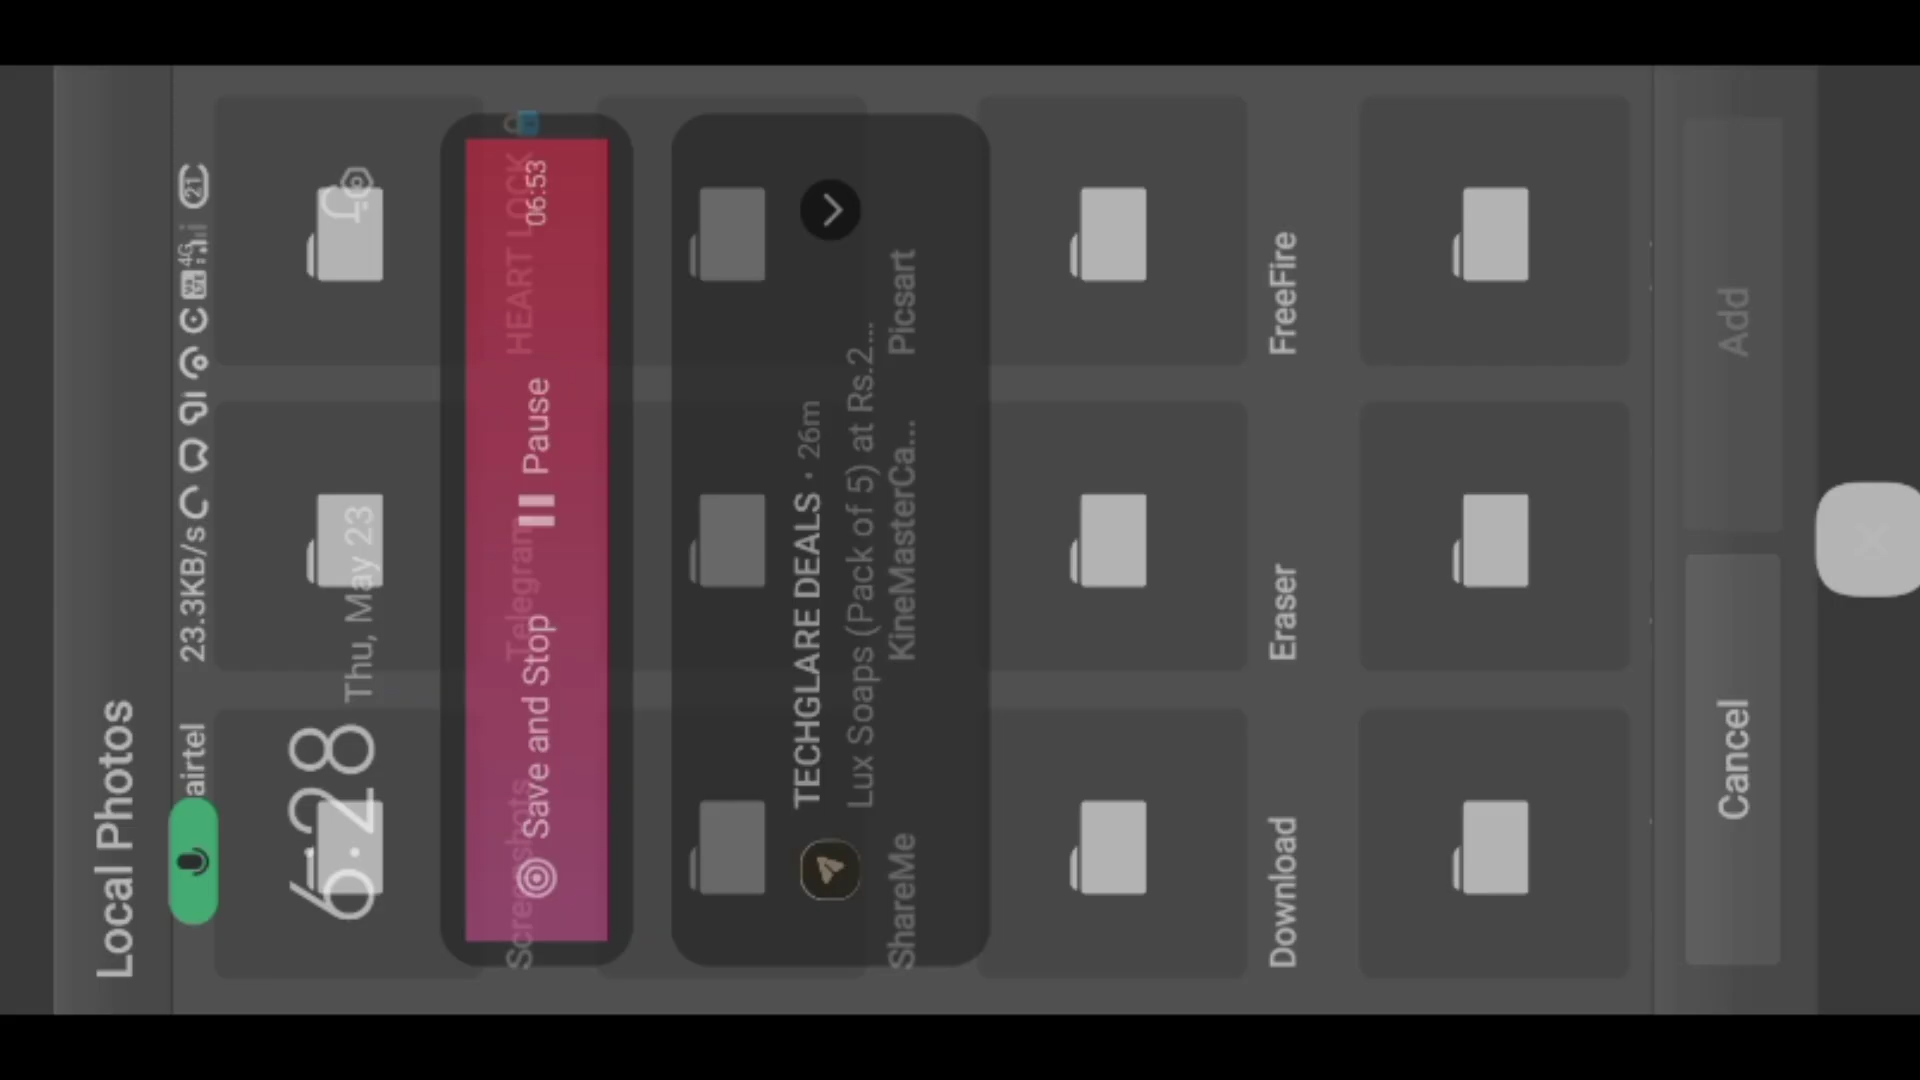 Local Photos
airtel
23.3KB/s
4G
21
6:28
Thu, May 23
Screenshots
Telegram
HEART LOCK
Save and Stop
Pause
06:53
TECHGLARE DEALS · 26m
Lux Soaps (Pack of 5) at Rs.2...
ShareMe
KineMasterCa...
Picsart
Download
Eraser
FreeFire
Cancel
Add